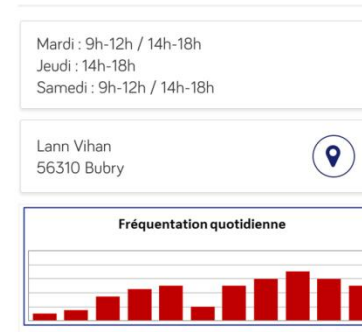 Mardi : 9h-12h / 14h-18h
Jeudi : 14h-18h
Samedi : 9h-12h / 14h-18h
Lann Vihan
56310 Bubry
Fréquentation quotidienne